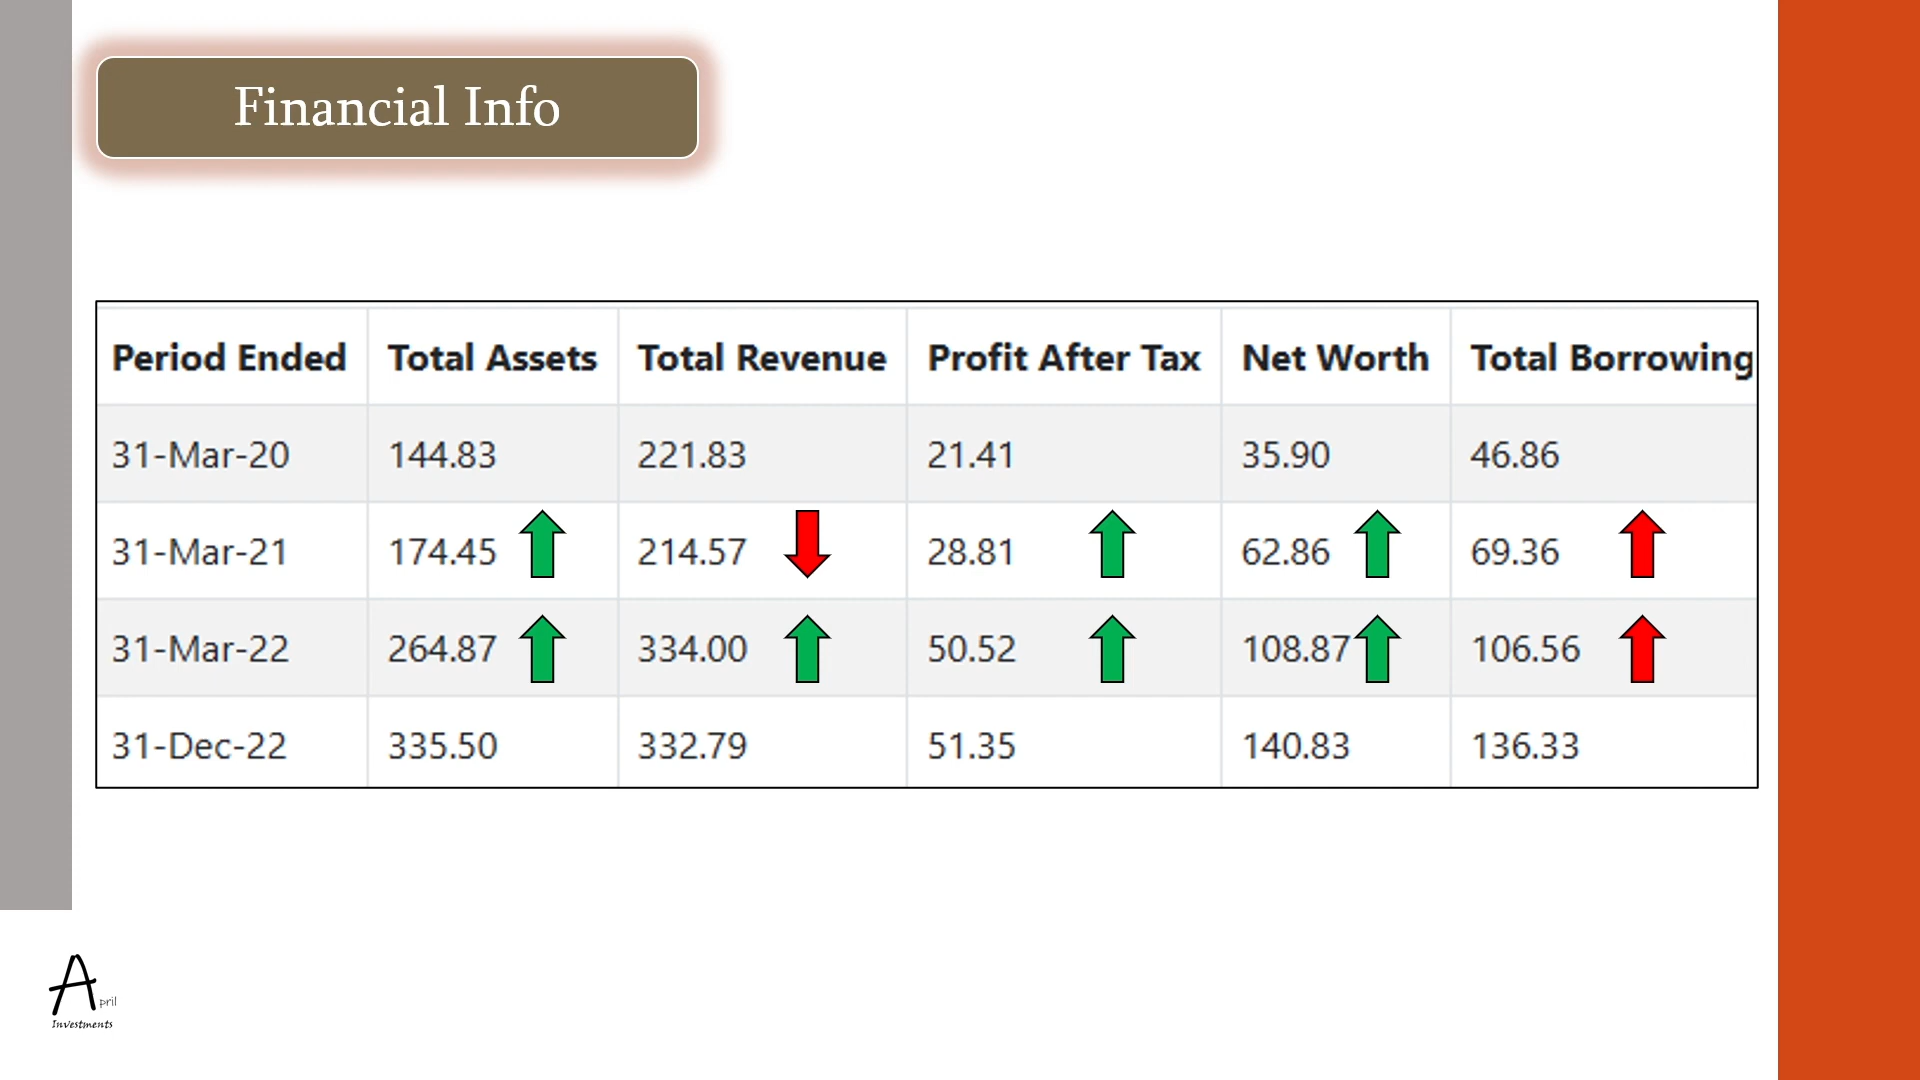 Financial Info
Period Ended Total Assets Total Revenue Profit After Tax Net Worth Total Borrowing
31-Mar-20 144.83 221.83 21.41 35.90 46.86
31-Mar-21 174.45 214.57 28.81 62.86 69.36
31-Mar-22 264.87 334.00 50.52 108.87 106.56
31-Dec-22 335.50 332.79 51.35 140.83 136.33
April
Investments